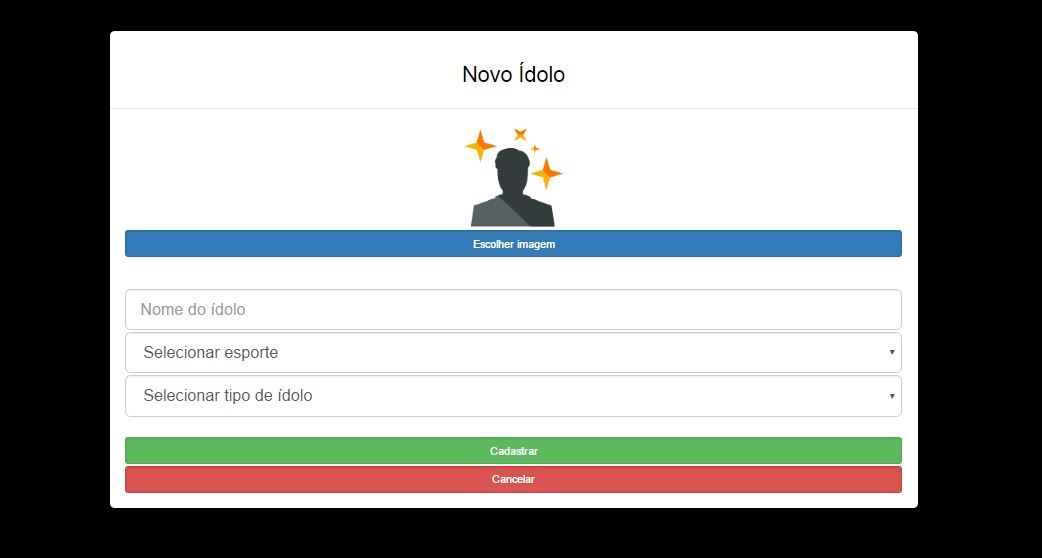 Novo Ídolo
Escolher imagem
Nome do ídolo
Selecionar esporte
Selecionar tipo de ídolo
Cadastrar
Cancelar